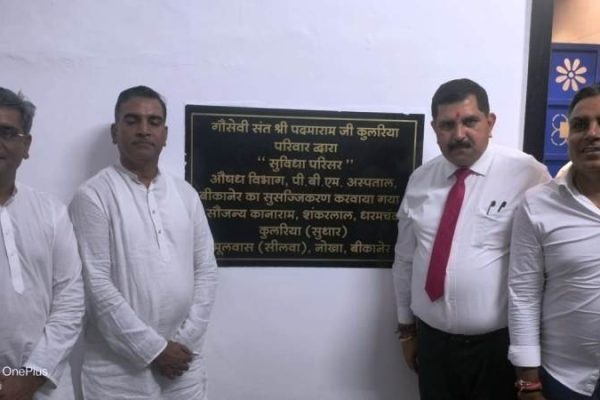 गौसेवी संत श्री पदमाराम जी कुलरिया
परिवार द्वारा
“ सुविधा परिसर ”
औषध विभाग, पी.बी.एम. अस्पताल,
बीकानेर का सुसज्जिकरण करवाया गया
सौजन्य कानाराम, शंकरलाल, धरमचंद
कुलरिया (सुथार)
मूलवास (सीलवा), नोखा, बीकानेर
OnePlus